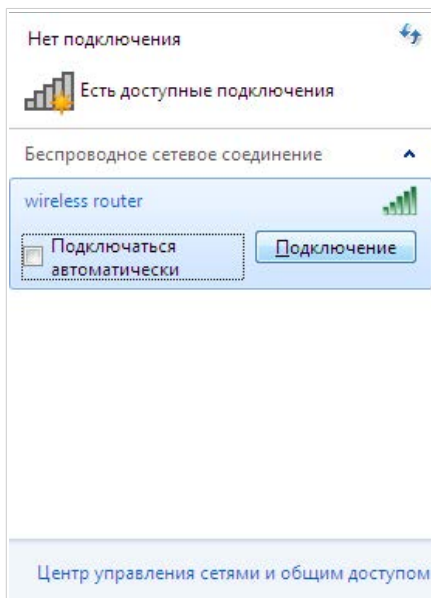 Нет подключения
Есть доступные подключения
Беспроводное сетевое соединение
wireless router
Подключаться
автоматически
Подключение
Центр управления сетями и общим доступом